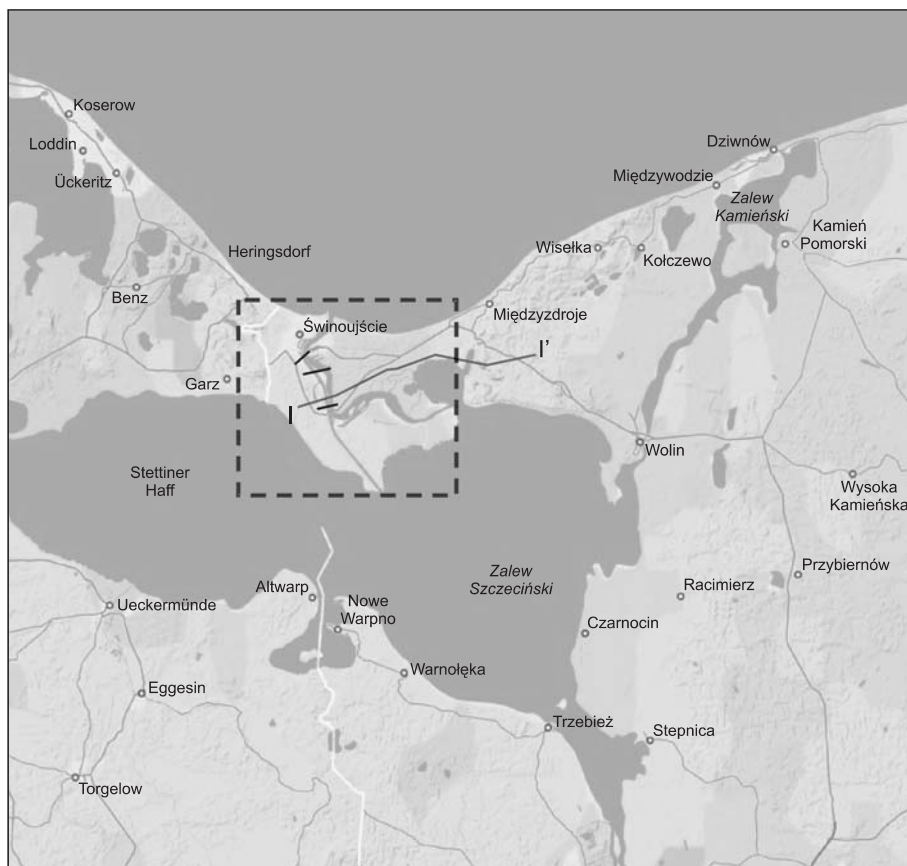 Koserow
Loddin
Ückeritz
Dziwnów
Międzywodzie
Zalew
Kamieński
Kamień
Pomorski
Heringsdorf
Wisełka
Kołczewo
Benz
Międzyzdroje
Świnoujście
I'
Garz
I
Wolin
Stettiner
Haff
Wysoka
Kamieńska
Zalew
Szczeciński
Altwarp
Nowe
Warpno
Racimierz
Przybiernów
Ueckermünde
Czarnocin
Warnołęka
Eggesin
Trzebież
Stepnica
Torgelow